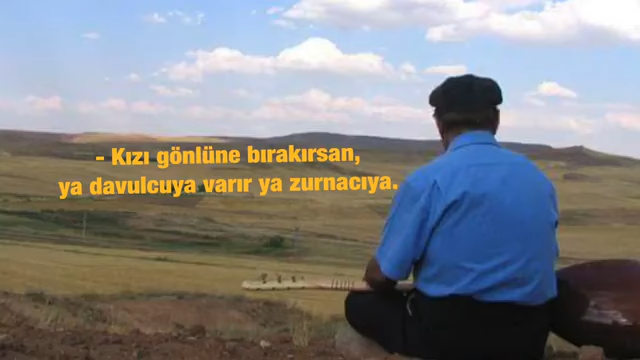 - Kızı gönlüne bırakırsan,
ya davulcuya varır ya zurnacıya.